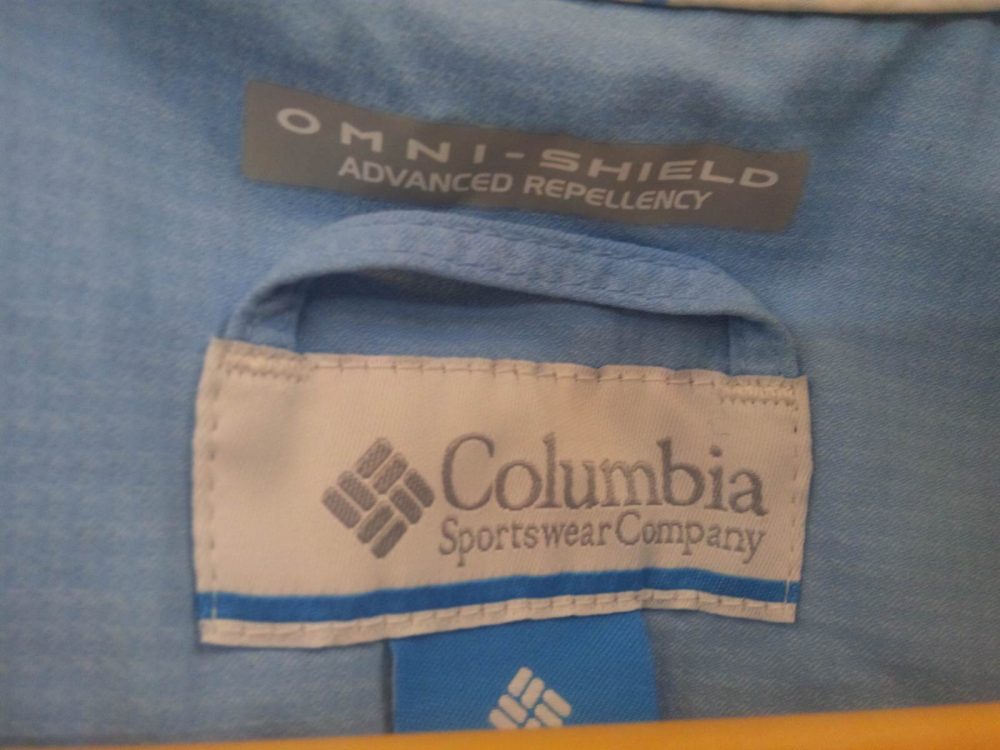 OMNI-SHIELD
ADVANCED REPELLENCY
Columbia
Sportswear Company